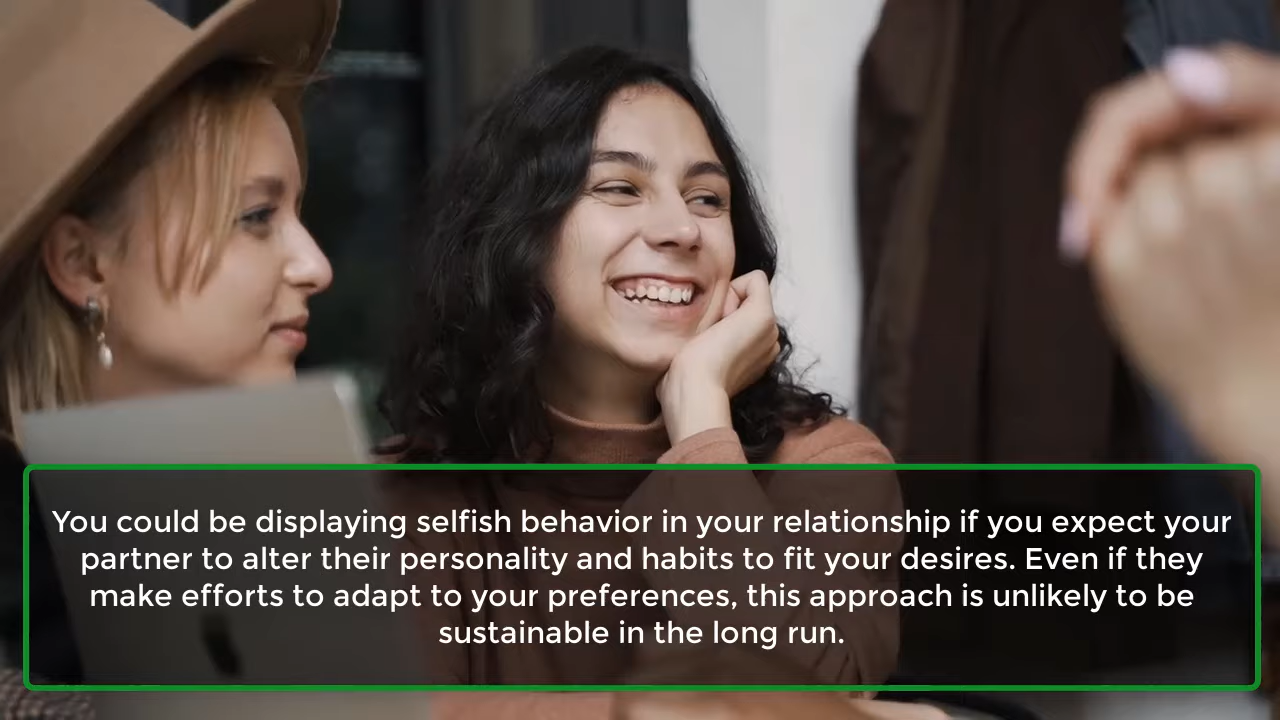 You could be displaying selfish behavior in your relationship if you expect your
partner to alter their personality and habits to fit your desires. Even if they
make efforts to adapt to your preferences, this approach is unlikely to be
sustainable in the long run.